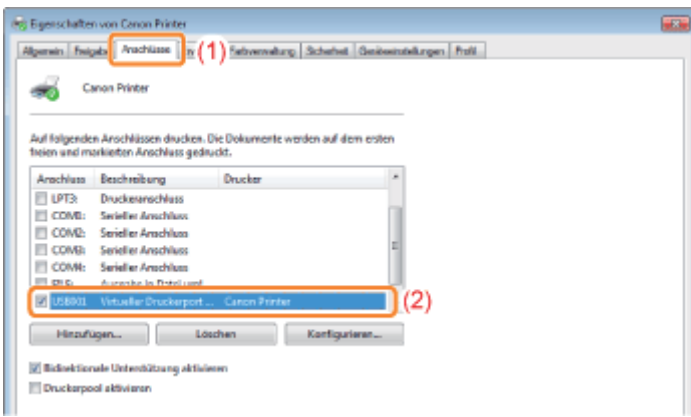 Eigenschaften von Canon Printer
Allgemein Freigabe Anschlüsse (1) Farbverwaltung Sicherheit Geräteeinstellungen Profil
Canon Printer
Auf folgenden Anschlüssen drucken. Die Dokumente werden auf dem ersten
freien und markierten Anschluss gedruckt.
Anschluss Beschreibung Drucker
LPT3: Druckeranschluss
COM1: Serieller Anschluss
COM2: Serieller Anschluss
COM3: Serieller Anschluss
COM4: Serieller Anschluss
USB001 Virtueller Druckerport ... Canon Printer (2)
Hinzufügen... Löschen Konfigurieren...
Bidirektionale Unterstützung aktivieren
Druckerpool aktivieren